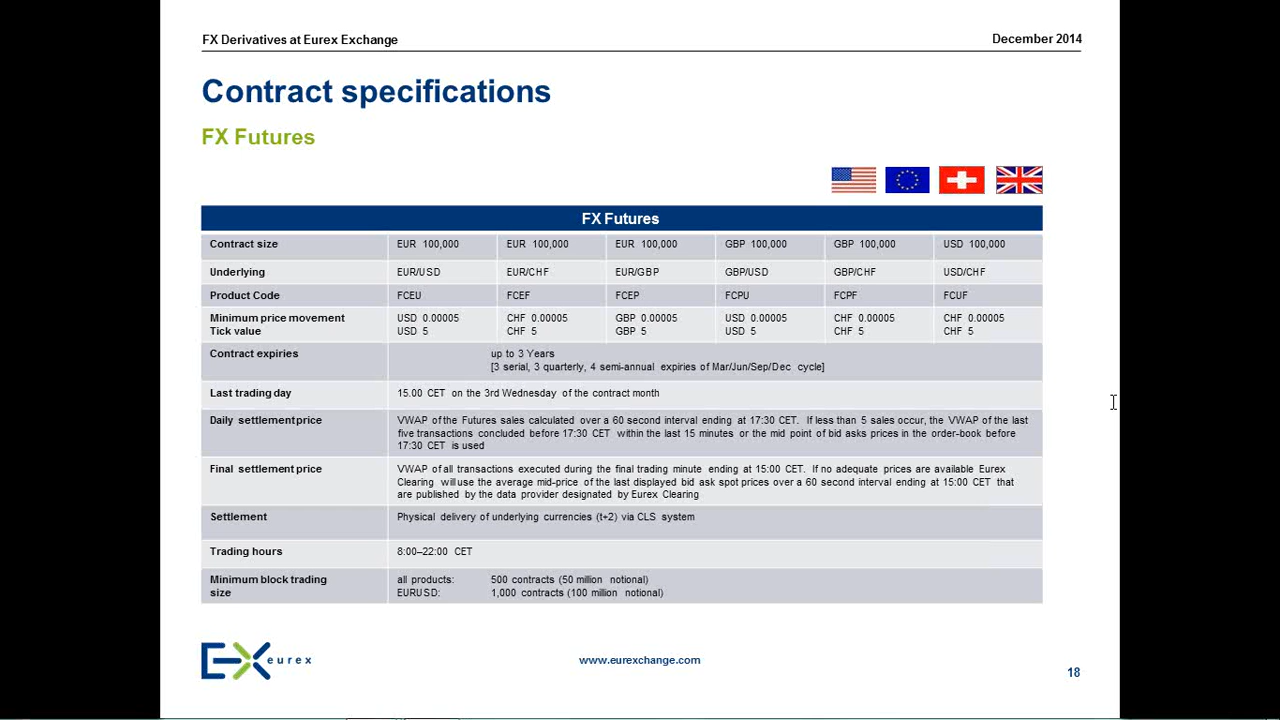 FX Derivatives at Eurex Exchange
December 2014
Contract specifications
FX Futures
FX Futures
Contract size EUR 100,000 EUR 100,000 EUR 100,000 GBP 100,000 GBP 100,000 USD 100,000
Underlying EUR/USD EUR/CHF EUR/GBP GBP/USD GBP/CHF USD/CHF
Product Code FCEU FCEF FCEP FCPU FCPF FCUF
Minimum price movement USD 0.00005 CHF 0.00005 GBP 0.00005 USD 0.00005 CHF 0.00005 CHF 0.00005
Tick value USD 5 CHF 5 GBP 5 USD 5 CHF 5 CHF 5
Contract expiries up to 3 Years
[3 serial, 3 quarterly, 4 semi-annual expiries of Mar/Jun/Sep/Dec cycle]
Last trading day 15.00 CET on the 3rd Wednesday of the contract month
Daily settlement price VWAP of the Futures sales calculated over a 60 second interval ending at 17:30 CET. If less than 5 sales occur, the VWAP of the last
five transactions concluded before 17:30 CET within the last 15 minutes or the mid point of bid asks prices in the order-book before
17:30 CET is used
Final settlement price VWAP of all transactions executed during the final trading minute ending at 15:00 CET. If no adequate prices are available Eurex
Clearing will use the average mid-price of the last displayed bid ask spot prices over a 60 second interval ending at 15:00 CET that
are published by the data provider designated by Eurex Clearing
Settlement Physical delivery of underlying currencies (t+2) via CLS system
Trading hours 8:00–22:00 CET
Minimum block trading all products: 500 contracts (50 million notional)
size EURUSD: 1,000 contracts (100 million notional)
EX eurex
www.eurexchange.com
18